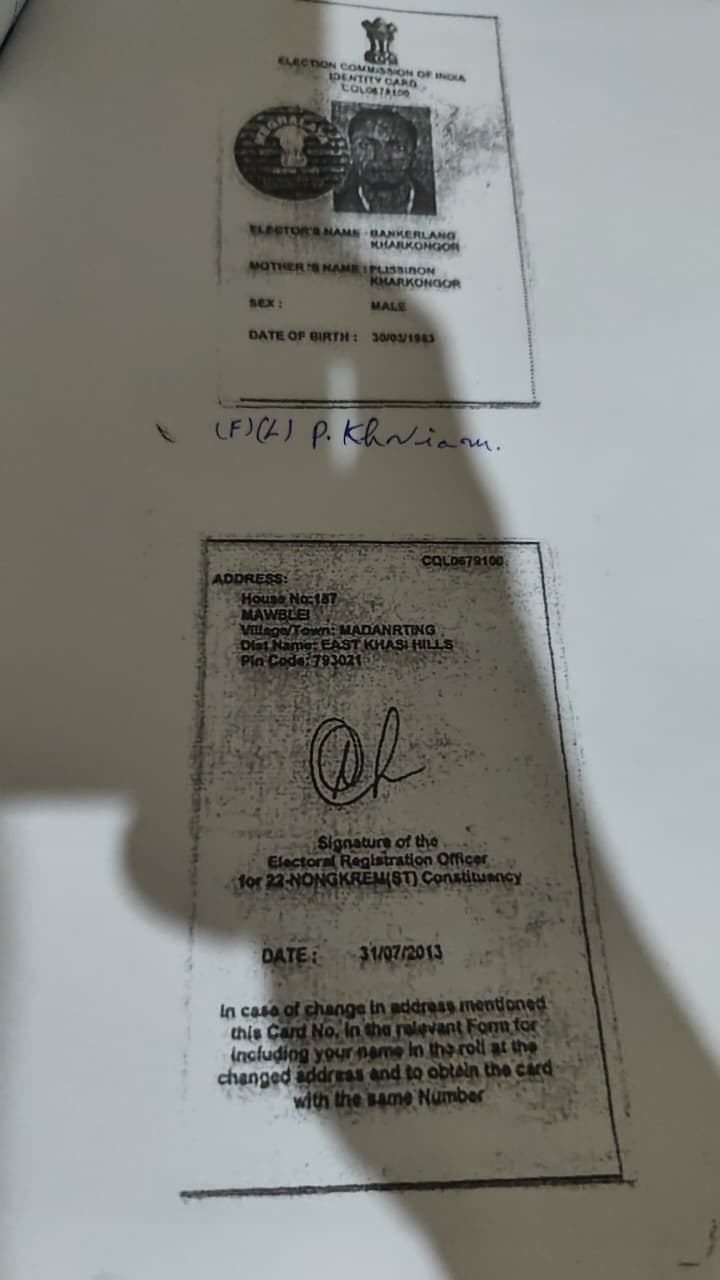 ELECTION COMMISSION OF INDIA
IDENTITY CARD
CQL0679100
MEGHALAYA
ELECTOR'S NAME : BANKERLANG
KHARKONGOR
MOTHER'S NAME : PLISSIBON
KHARKONGOR
SEX : MALE
DATE OF BIRTH : 30/03/1983
(F)(L) P. Kharviam.
CQL0679100
ADDRESS:
House No:187
MAWBLEI
Village/Town: MADANRTING
Dist Name: EAST KHASI HILLS
Pin Code: 793021
Signature of the
Electoral Registration Officer
for 22-NONGKREM(ST) Constituency
DATE : 31/07/2013
In case of change in address mentioned
this Card No. in the relevant Form for
including your name in the roll at the
changed address and to obtain the card
with the same Number